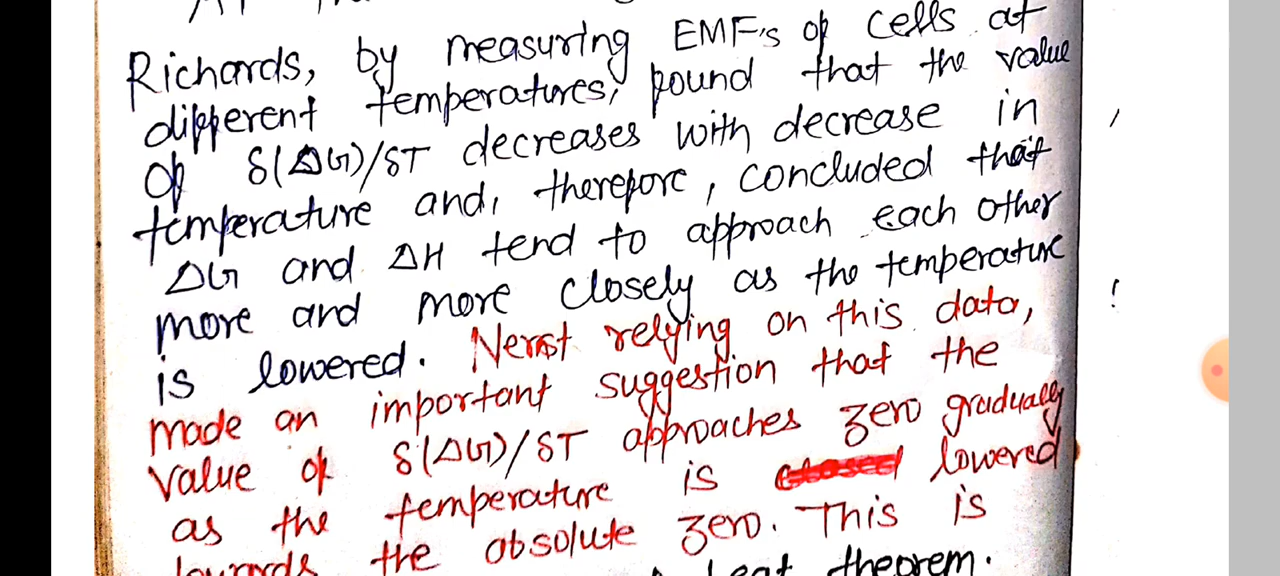 Richards, by measuring EMF's of cells at
different temperatures, found that the value
of δ(ΔG)/δT decreases with decrease in
temperature and, therefore, concluded that
ΔG and ΔH tend to approach each other
more and more closely as the temperature
is lowered. Nernst relying on this data,
made an important suggestion that the
value of δ(ΔG)/δT approaches zero gradually
as the temperature is lowered
towards the absolute zero. This is
heat theorem.